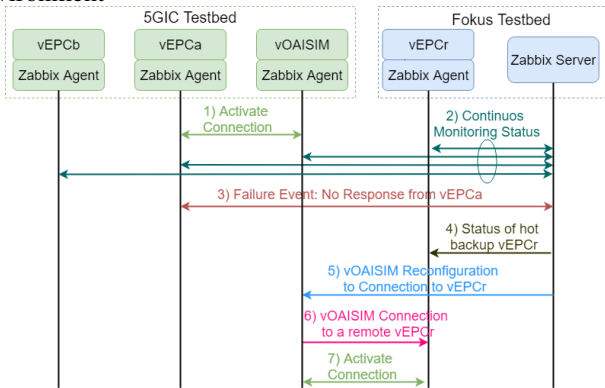 vironment
5GIC Testbed
Fokus Testbed
vEPCb
vEPCa
vOAISIM
vEPCr
Zabbix Server
Zabbix Agent
Zabbix Agent
Zabbix Agent
Zabbix Agent
1) Activate
Connection
2) Continuos
Monitoring Status
3) Failure Event: No Response from vEPCa
4) Status of hot
backup vEPCr
5) vOAISIM Reconfiguration
to Connection to vEPCr
6) vOAISIM Connection
to a remote vEPCr
7) Activate
Connection